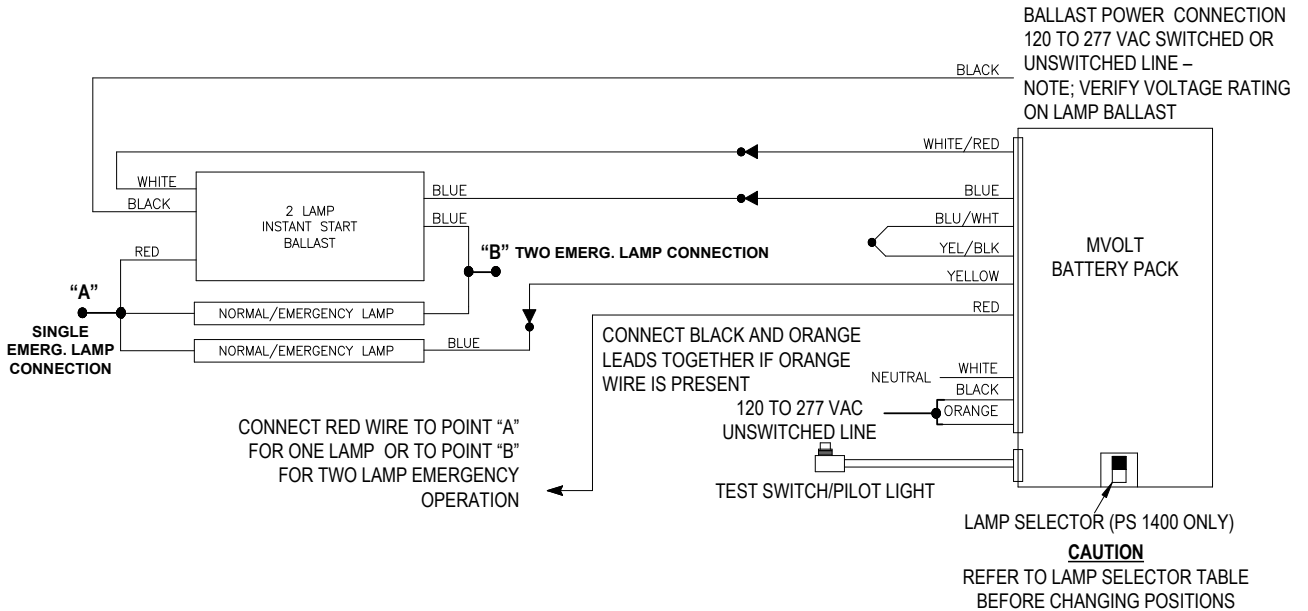 BALLAST POWER CONNECTION
120 TO 277 VAC SWITCHED OR
UNSWITCHED LINE –
NOTE; VERIFY VOLTAGE RATING
ON LAMP BALLAST
BLACK
WHITE/RED
WHITE
BLACK
RED
2 LAMP
INSTANT START
BALLAST
BLUE
BLUE
BLUE
BLU/WHT
YEL/BLK
YELLOW
RED
MVOLT
BATTERY PACK
"B" TWO EMERG. LAMP CONNECTION
"A"
SINGLE
EMERG. LAMP
CONNECTION
NORMAL/EMERGENCY LAMP
NORMAL/EMERGENCY LAMP
BLUE
CONNECT BLACK AND ORANGE
LEADS TOGETHER IF ORANGE
WIRE IS PRESENT
NEUTRAL
WHITE
BLACK
ORANGE
120 TO 277 VAC
UNSWITCHED LINE
CONNECT RED WIRE TO POINT "A"
FOR ONE LAMP OR TO POINT "B"
FOR TWO LAMP EMERGENCY
OPERATION
TEST SWITCH/PILOT LIGHT
LAMP SELECTOR (PS 1400 ONLY)
CAUTION
REFER TO LAMP SELECTOR TABLE
BEFORE CHANGING POSITIONS